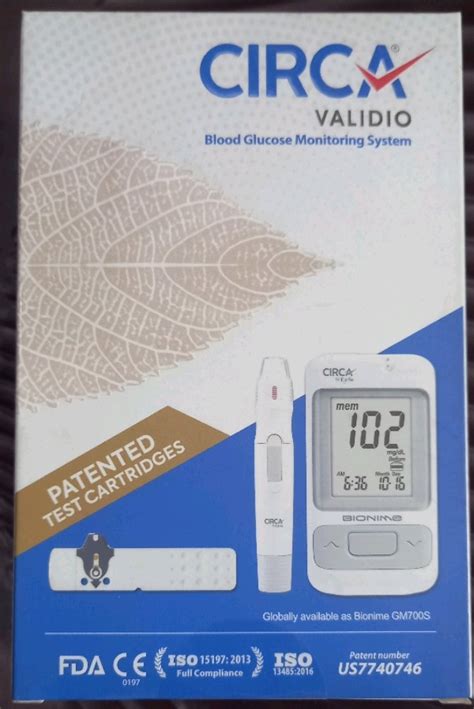 CIRCA®
VALIDIO
Blood Glucose Monitoring System
PATENTED
TEST CARTRIDGES
CIRCA
mem
102
mg/dL
Before
AM
Month Day
6:36 10-16
BIONIME
CIRCA
Globally available as Bionime GM700S
FDA CE
0197
ISO 15197: 2013
Full Compliance
ISO
13485:2016
Patent number
US7740746